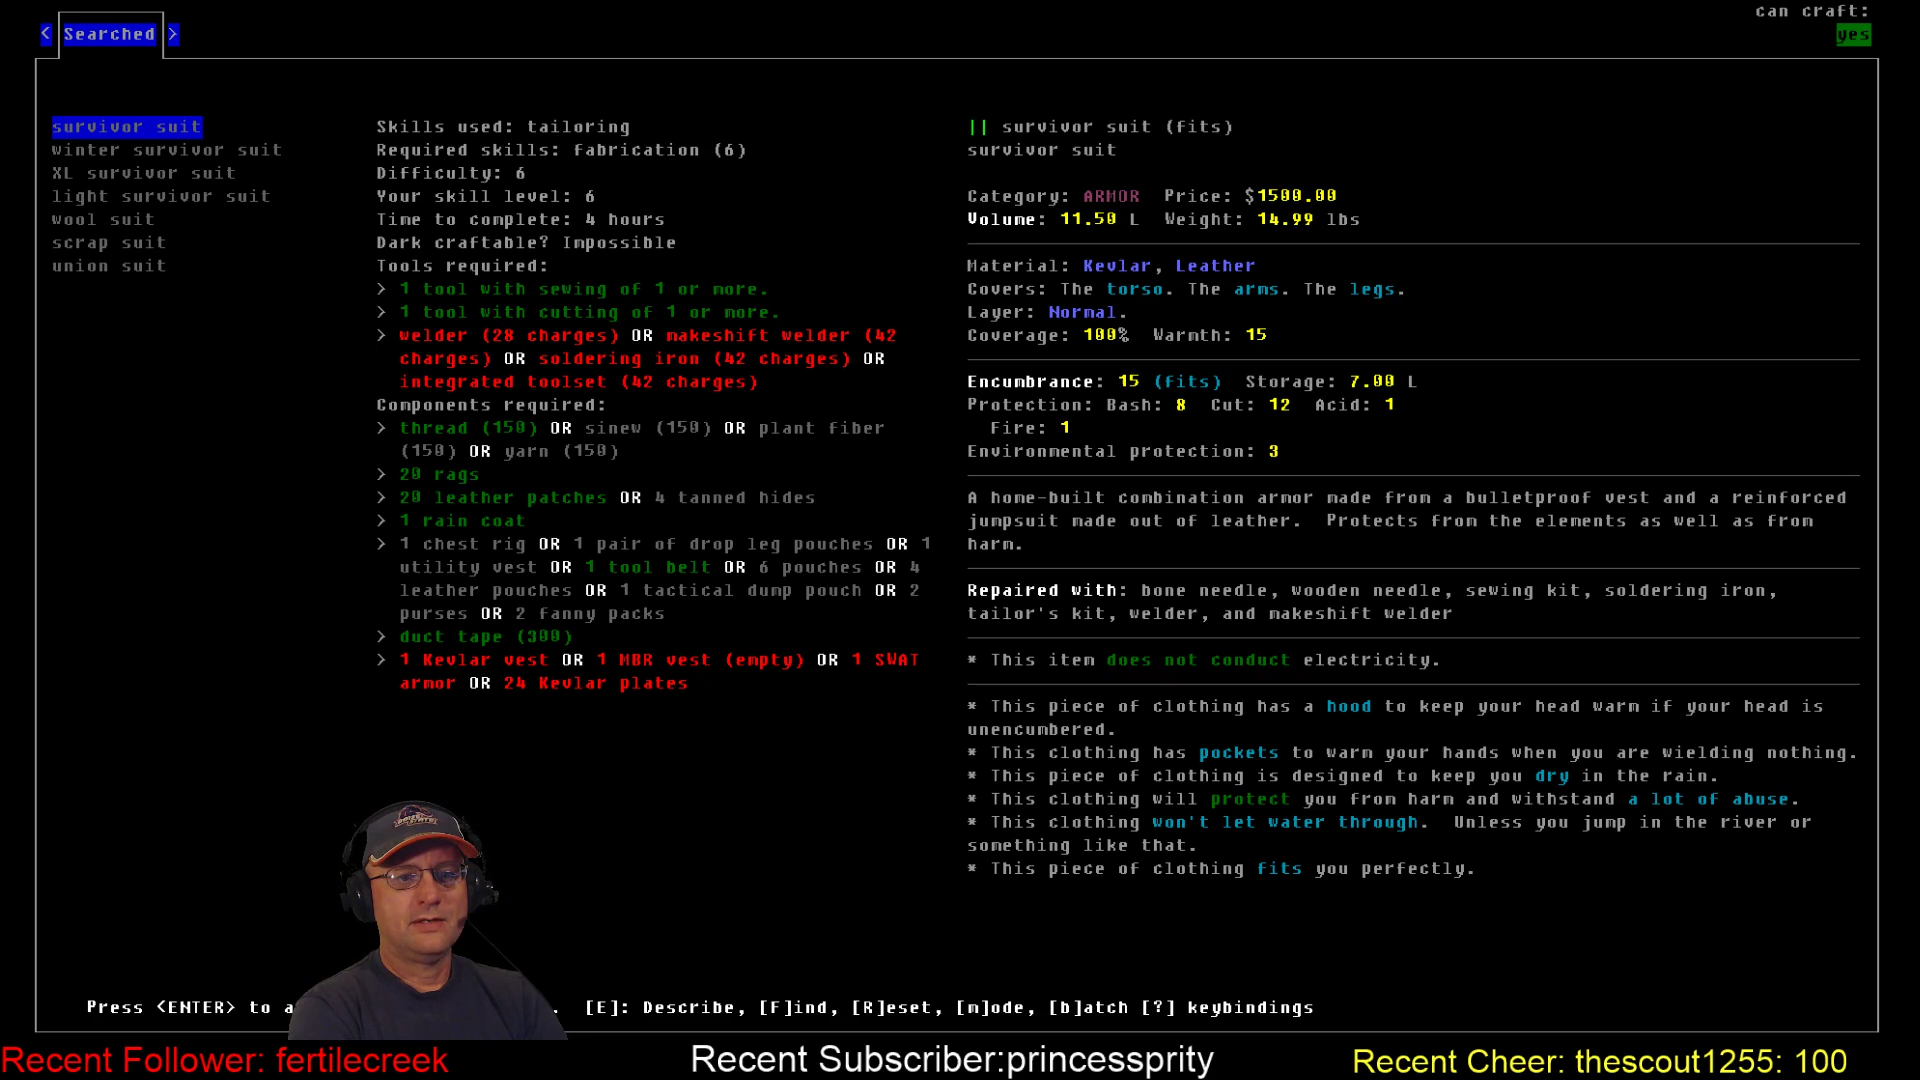 can craft:
< Searched >
yes
survivor suit
winter survivor suit
XL survivor suit
light survivor suit
wool suit
scrap suit
union suit
Skills used: tailoring
Required skills: fabrication (6)
Difficulty: 6
Your skill level: 6
Time to complete: 4 hours
Dark craftable? Impossible
Tools required:
> 1 tool with sewing of 1 or more.
> 1 tool with cutting of 1 or more.
> welder (28 charges) OR makeshift welder (42
charges) OR soldering iron (42 charges) OR
integrated toolset (42 charges)
Components required:
> thread (150) OR sinew (150) OR plant fiber
(150) OR yarn (150)
> 20 rags
> 20 leather patches OR 4 tanned hides
> 1 rain coat
> 1 chest rig OR 1 pair of drop leg pouches OR 1
utility vest OR 1 tool belt OR 6 pouches OR 4
leather pouches OR 1 tactical dump pouch OR 2
purses OR 2 fanny packs
> duct tape (300)
> 1 Kevlar vest OR 1 MBR vest (empty) OR 1 SWAT
armor OR 24 Kevlar plates
|| survivor suit (fits)
survivor suit
Category: ARMOR Price: $1500.00
Volume: 11.50 L Weight: 14.99 lbs
Material: Kevlar, Leather
Covers: The torso. The arms. The legs.
Layer: Normal.
Coverage: 100% Warmth: 15
Encumbrance: 15 (fits) Storage: 7.00 L
Protection: Bash: 8 Cut: 12 Acid: 1
Fire: 1
Environmental protection: 3
A home-built combination armor made from a bulletproof vest and a reinforced
jumpsuit made out of leather. Protects from the elements as well as from
harm.
Repaired with: bone needle, wooden needle, sewing kit, soldering iron,
tailor's kit, welder, and makeshift welder
* This item does not conduct electricity.
* This piece of clothing has a hood to keep your head warm if your head is
unencumbered.
* This clothing has pockets to warm your hands when you are wielding nothing.
* This piece of clothing is designed to keep you dry in the rain.
* This clothing will protect you from harm and withstand a lot of abuse.
* This clothing won't let water through. Unless you jump in the river or
something like that.
* This piece of clothing fits you perfectly.
Press <ENTER> to a . [E]: Describe, [F]ind, [R]eset, [m]ode, [b]atch [?] keybindings
Recent Follower: fertilecreek
Recent Subscriber:princessprity
Recent Cheer: thescout1255: 100